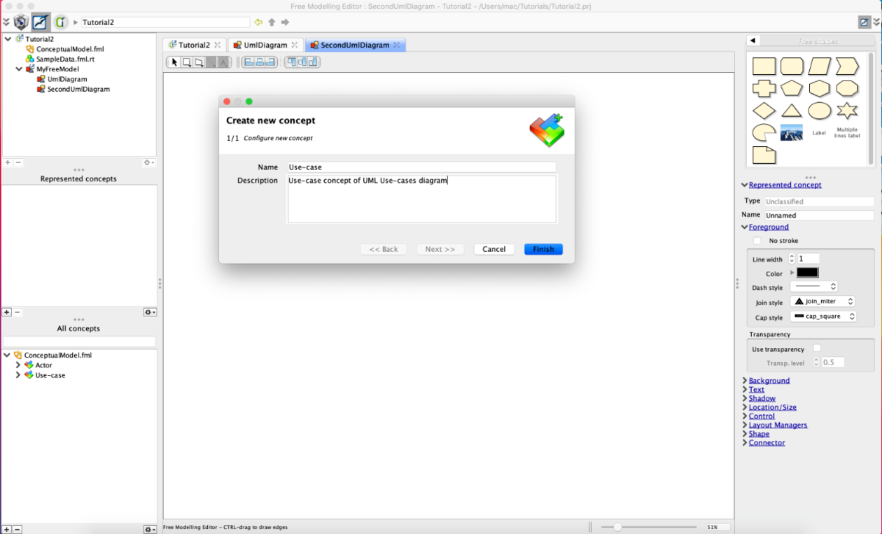 Free Modelling Editor : SecondUmlDiagram - Tutorial2 - /Users/mac/Tutorials/Tutorial2.prj
Tutorial2
Tutorial2
ConceptualModel.fml
SampleData.fml.rt
MyFreeModel
UmlDiagram
SecondUmlDiagram
Represented concepts
All concepts
ConceptualModel.fml
Actor
Use-case
Tutorial2
UmlDiagram
SecondUmlDiagram
Create new concept
1/1 Configure new concept
Name Use-case
Description Use-case concept of UML Use-cases diagram
<< Back
Next >>
Cancel
Finish
Free Modelling Editor - CTRL-drag to draw edges
51%
Label
Multiple
lines label
Represented concept
Type Unclassified
Name Unnamed
Foreground
No stroke
Line width 1
Color
Dash style
Join style join_miter
Cap style cap_square
Transparency
Use transparency
Transp. level 0.5
Background
Text
Shadow
Location/Size
Control
Layout Managers
Shape
Connector